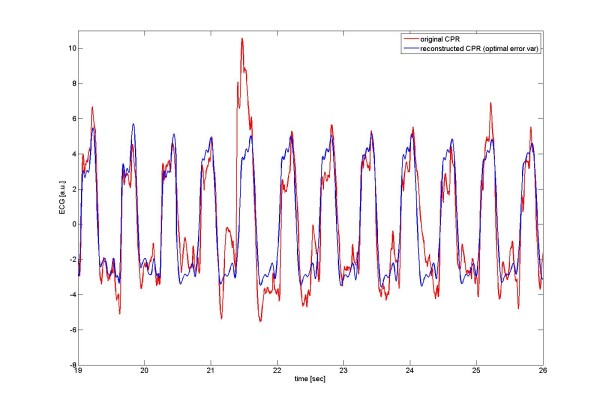 original CPR
reconstructed CPR (optimal error var)
10
8
6
4
2
0
-2
-4
-6
-8
ECG [a.u.]
19 20 21 22 23 24 25 26
time [sec]